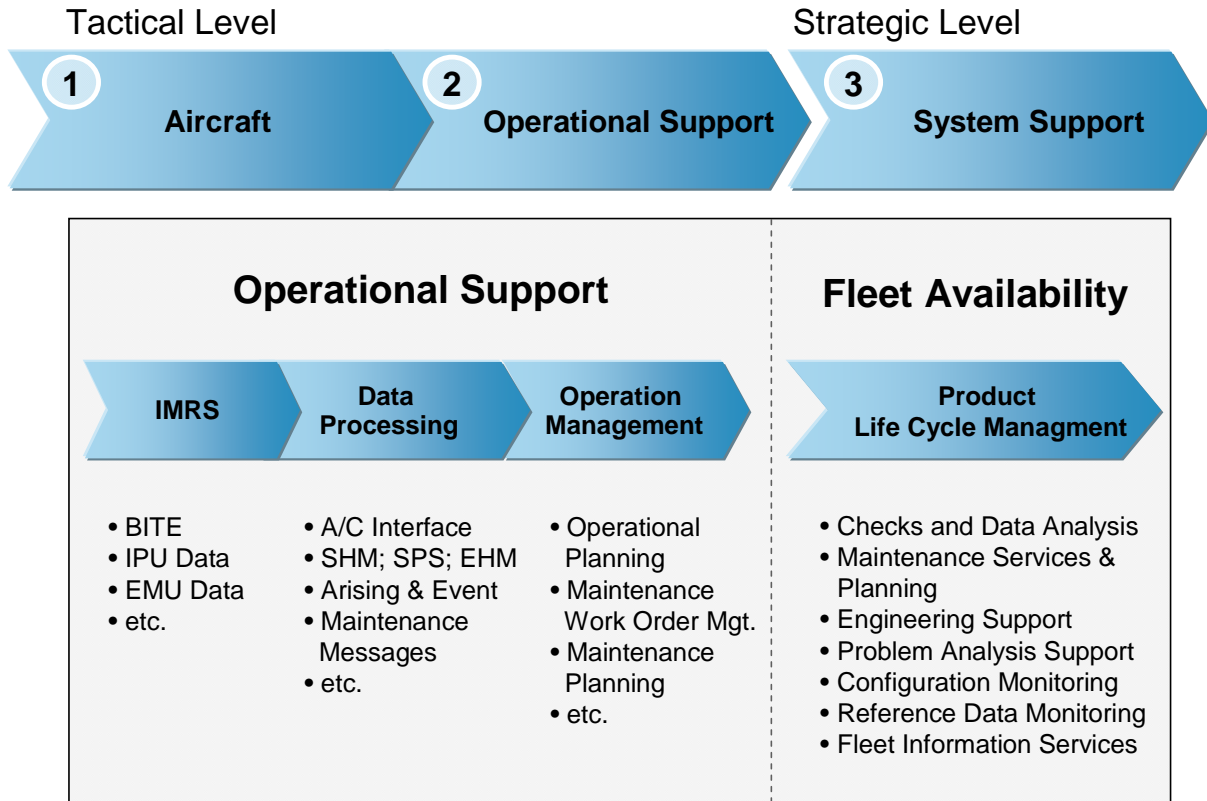 Tactical Level
Strategic Level
1
Aircraft
2
Operational Support
3
System Support
Operational Support
Fleet Availability
IMRS
Data
Processing
Operation
Management
Product
Life Cycle Managment
• BITE
• IPU Data
• EMU Data
• etc.
• A/C Interface
• SHM; SPS; EHM
• Arising & Event
• Maintenance
Messages
• etc.
• Operational
Planning
• Maintenance
Work Order Mgt.
• Maintenance
Planning
• etc.
• Checks and Data Analysis
• Maintenance Services &
Planning
• Engineering Support
• Problem Analysis Support
• Configuration Monitoring
• Reference Data Monitoring
• Fleet Information Services